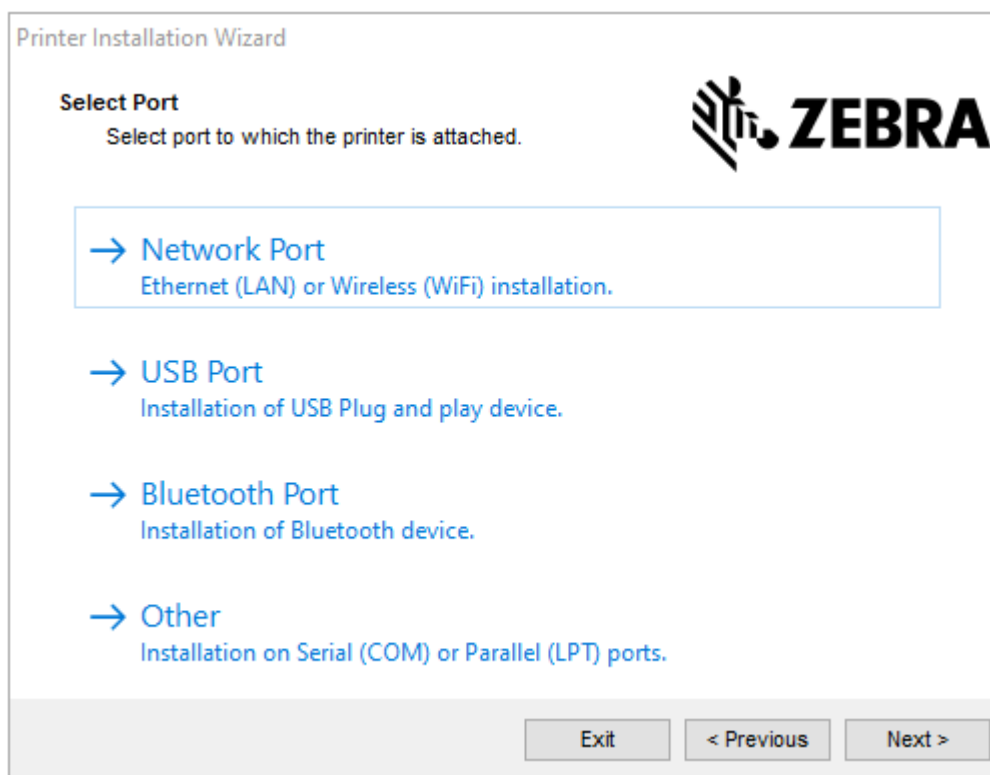 Printer Installation Wizard
Select Port
Select port to which the printer is attached.
ZEBRA
Network Port
Ethernet (LAN) or Wireless (WiFi) installation.
USB Port
Installation of USB Plug and play device.
Bluetooth Port
Installation of Bluetooth device.
Other
Installation on Serial (COM) or Parallel (LPT) ports.
Exit < Previous Next >